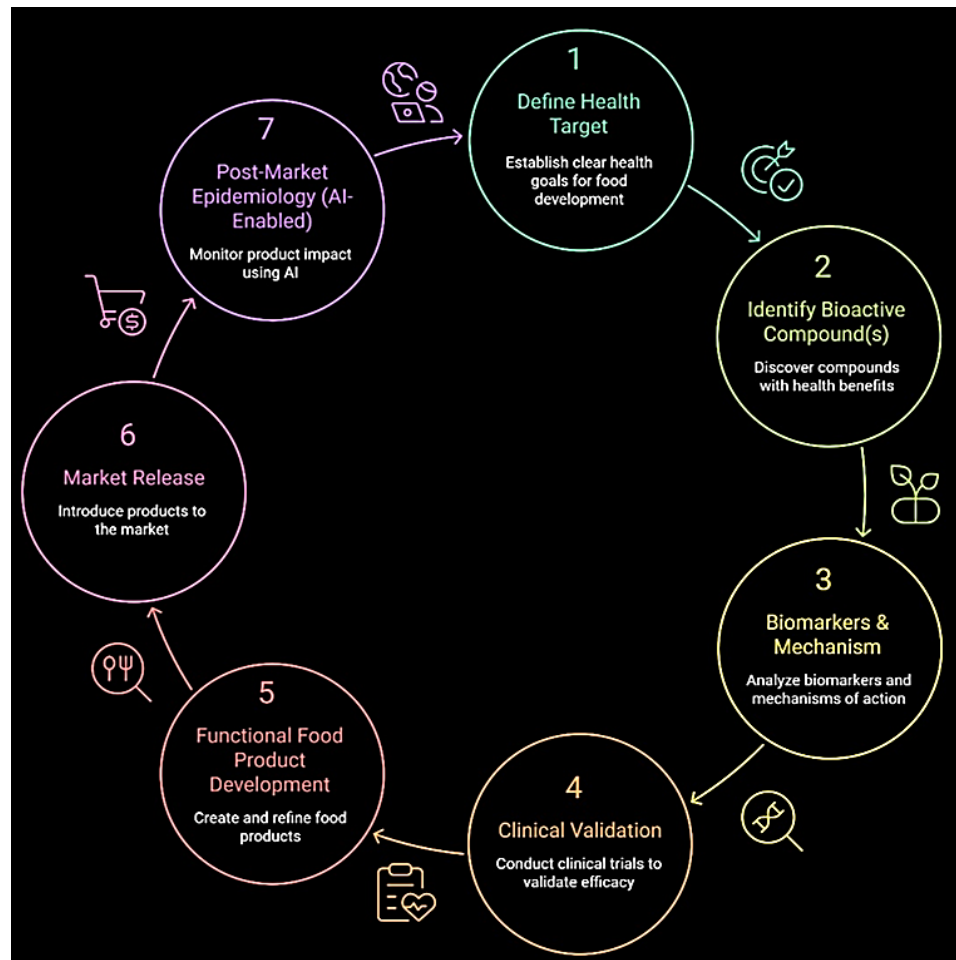 1
Define Health
Target
Establish clear health
goals for food
development
2
Identify Bioactive
Compound(s)
Discover compounds
with health benefits
3
Biomarkers &
Mechanism
Analyze biomarkers and
mechanisms of action
4
Clinical Validation
Conduct clinical trials to
validate efficacy
5
Functional Food
Product
Development
Create and refine food
products
6
Market Release
Introduce products to
the market
7
Post-Market
Epidemiology (AI-
Enabled)
Monitor product impact
using AI
$